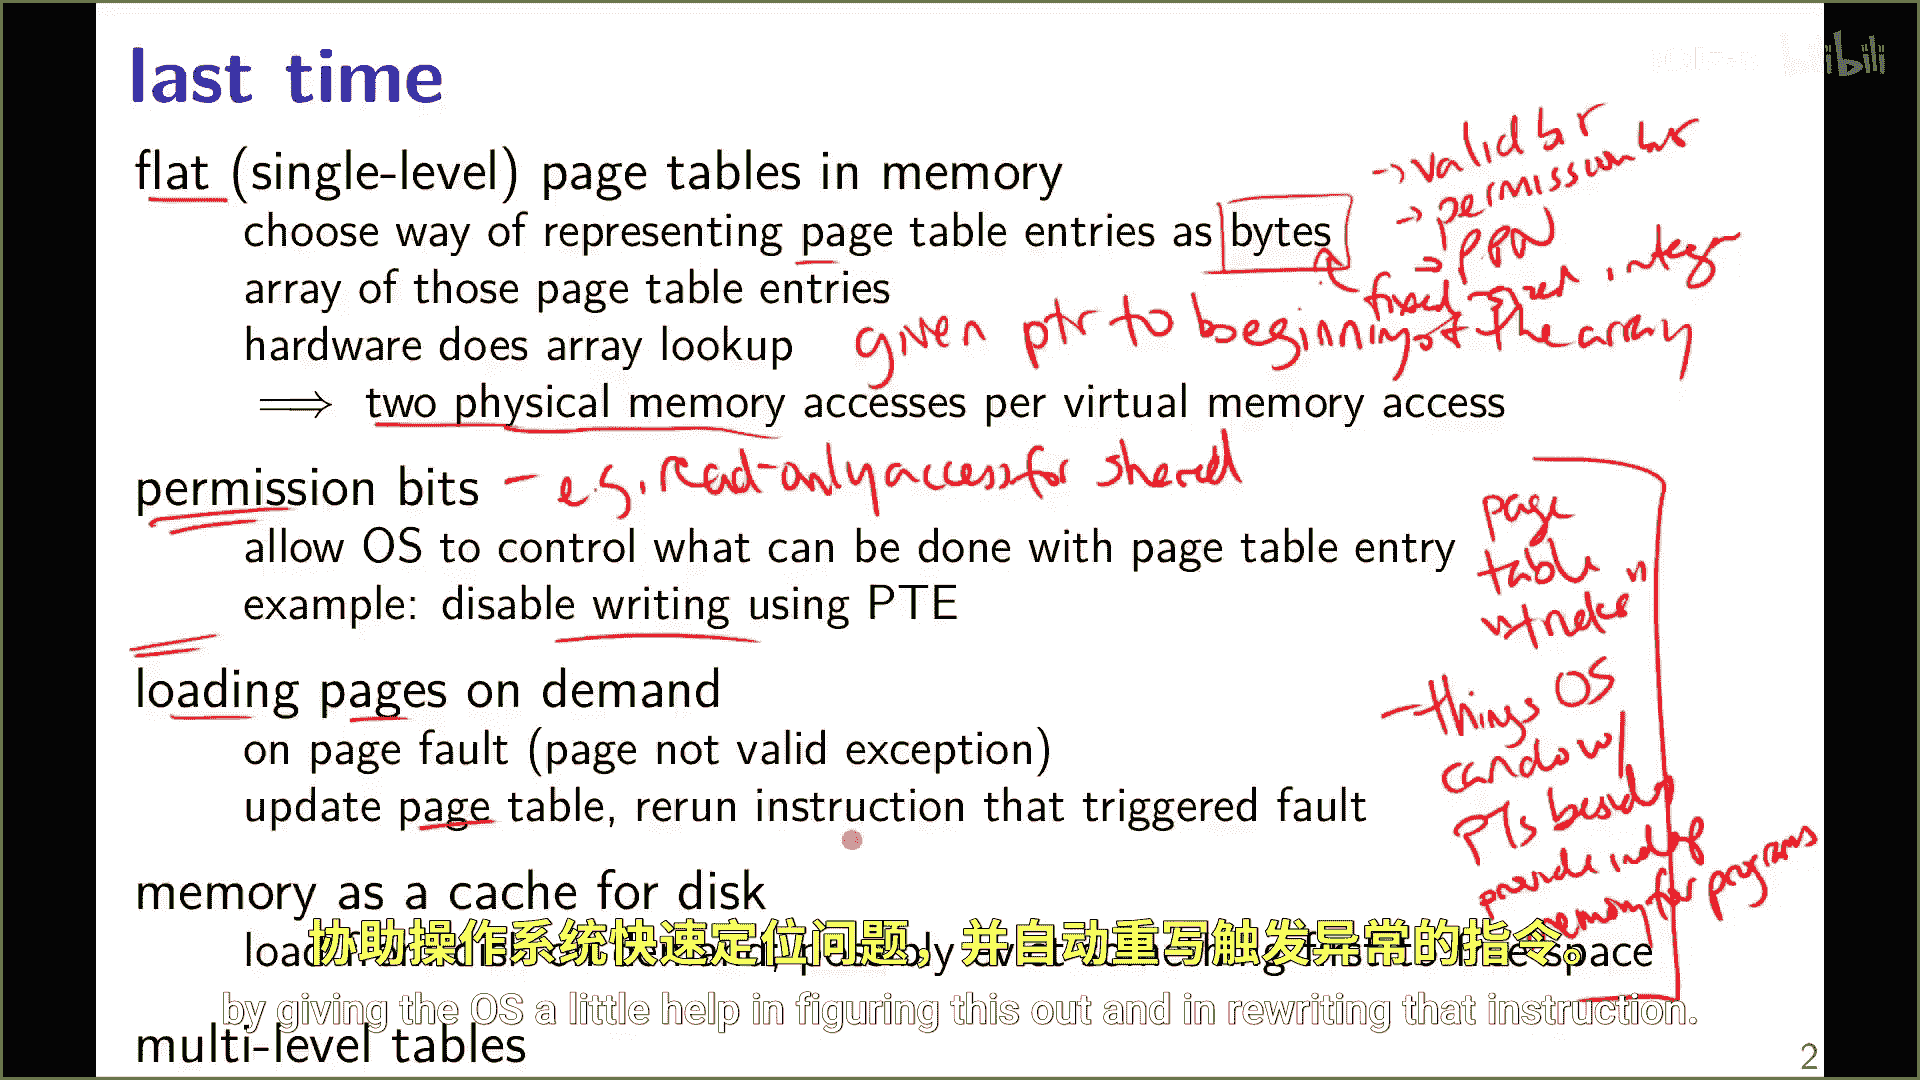 last time
flat (single-level) page tables in memory
choose way of representing page table entries as bytes
array of those page table entries
hardware does array lookup
⟹ two physical memory accesses per virtual memory access
permission bits
allow OS to control what can be done with page table entry
example: disable writing using PTE
loading pages on demand
on page fault (page not valid exception)
update page table, rerun instruction that triggered fault
memory as a cache for disk
space
multi-level tables
→ valid bit
→ permission bit
→ PPN
fixed-sized integer
given ptr to beginning of the array
- e.g. read-only access for shared
page
table
"tricks"
- things OS
can do w/
PTs besides
provide indep
memory for programs
协助操作系统快速定位问题，并自动重写触发异常的指令。
by giving the OS a little help in figuring this out and in rewriting that instruction.
2
bilibili